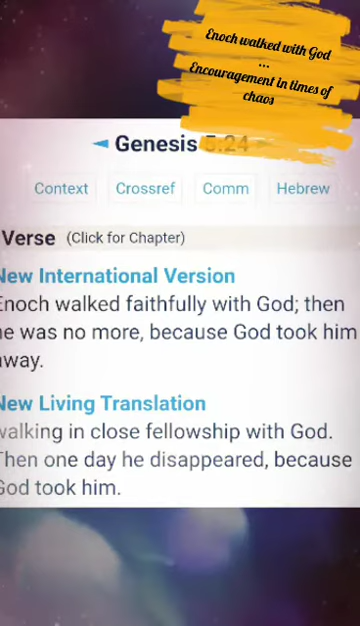 Enoch walked with God
...
Encouragement in times of
chaos
◄ Genesis 5:24
Context Crossref Comm Hebrew
Verse (Click for Chapter)
New International Version
Enoch walked faithfully with God; then
he was no more, because God took him
away.
New Living Translation
walking in close fellowship with God.
Then one day he disappeared, because
God took him.